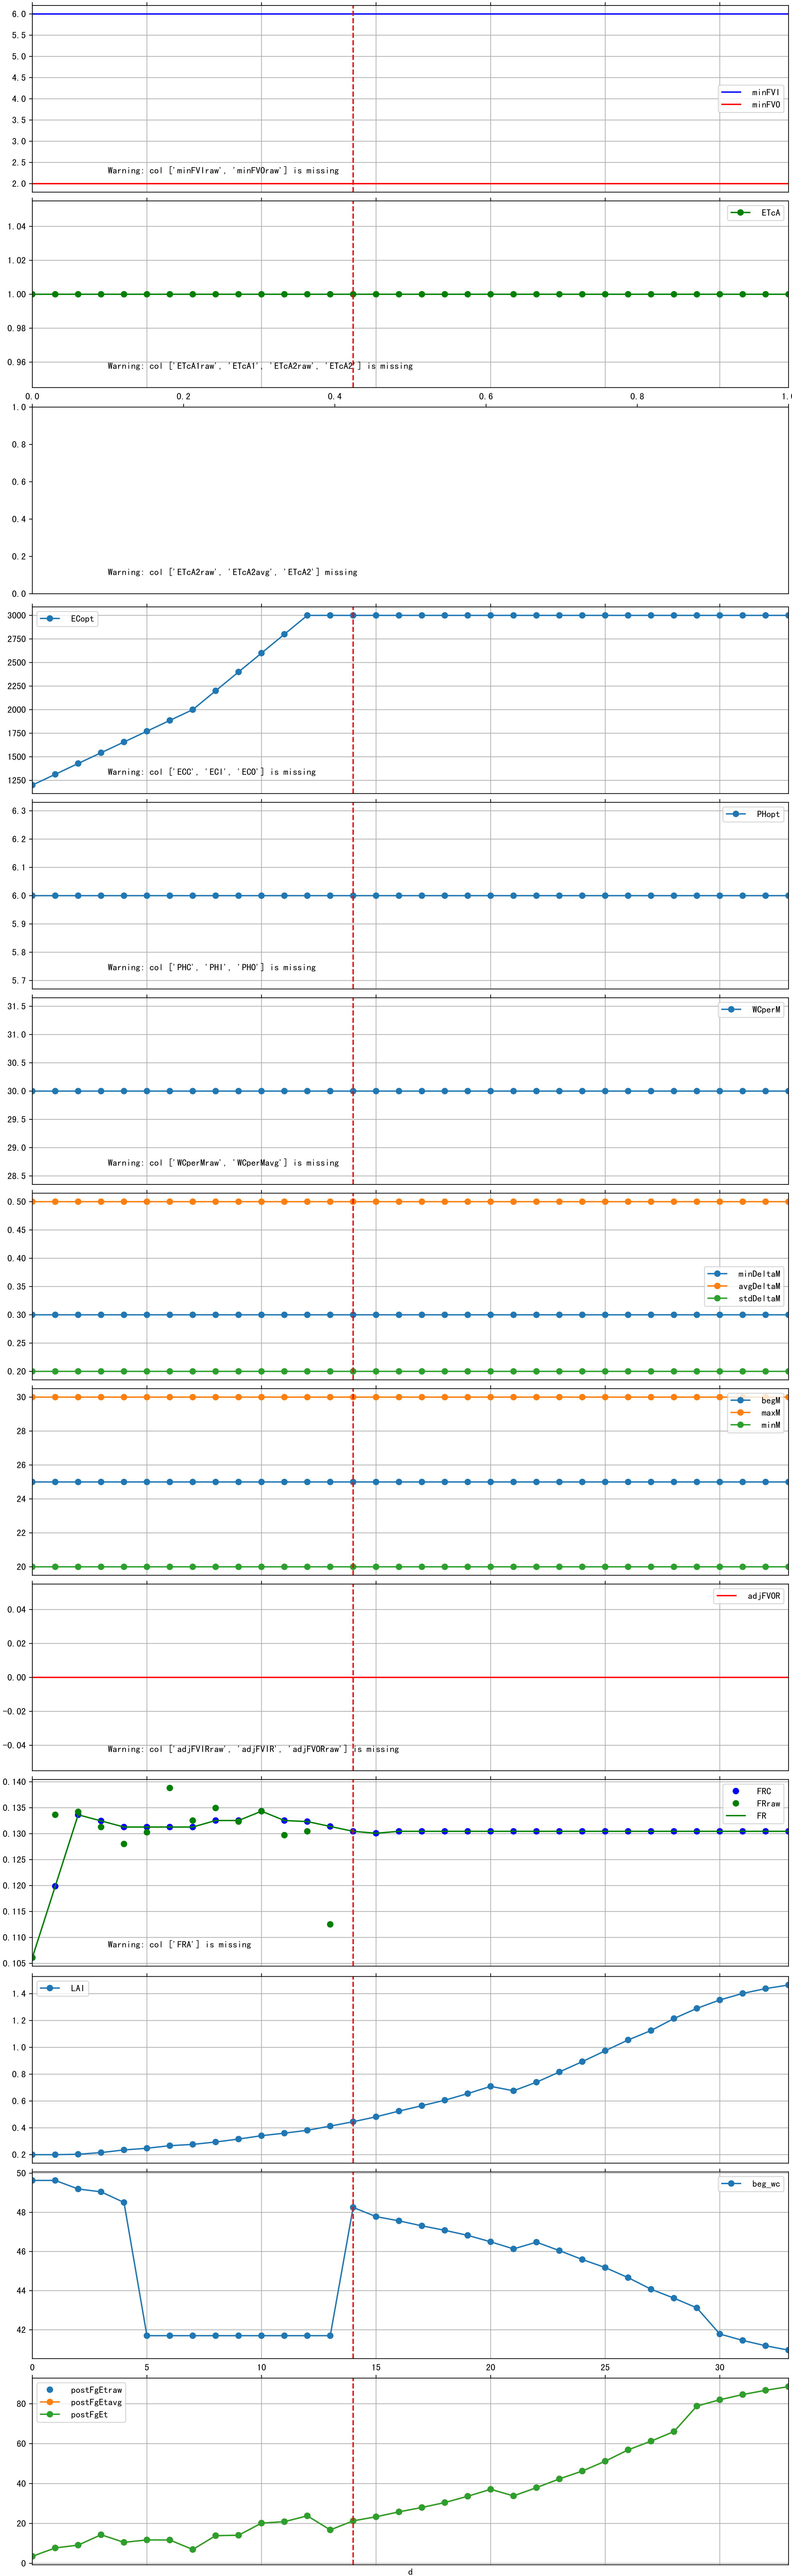 6.0
5.5
5.0
4.5
4.0
3.5
3.0
2.5
2.0
minFVI
minFVO
Warning: col ['minFVIraw', 'minFVOraw'] is missing
1.04
1.02
1.00
0.98
0.96
ETcA
Warning: col ['ETcA1raw', 'ETcA1', 'ETcA2raw', 'ETcA2'] is missing
0.0 0.2 0.4 0.6 0.8 1.0
1.0
0.8
0.6
0.4
0.2
0.0
Warning: col ['ETcA2raw', 'ETcA2avg', 'ETcA2'] missing
3000
2750
2500
2250
2000
1750
1500
1250
ECopt
Warning: col ['ECC', 'ECI', 'ECO'] is missing
6.3
6.2
6.1
6.0
5.9
5.8
5.7
PHopt
Warning: col ['PHC', 'PHI', 'PHO'] is missing
31.5
31.0
30.5
30.0
29.5
29.0
28.5
WCperM
Warning: col ['WCperMraw', 'WCperMavg'] is missing
0.50
0.45
0.40
0.35
0.30
0.25
0.20
minDeltaM
avgDeltaM
stdDeltaM
30
28
26
24
22
20
begM
maxM
minM
0.04
0.02
0.00
-0.02
-0.04
adjFVOR
Warning: col ['adjFVIRraw', 'adjFVIR', 'adjFVORraw'] is missing
0.140
0.135
0.130
0.125
0.120
0.115
0.110
0.105
FRC
FRraw
FR
Warning: col ['FRA'] is missing
1.4
1.2
1.0
0.8
0.6
0.4
0.2
LAI
50
48
46
44
42
beg_wc
0 5 10 15 20 25 30
80
60
40
20
0
postFgEtraw
postFgEtavg
postFgEt
d